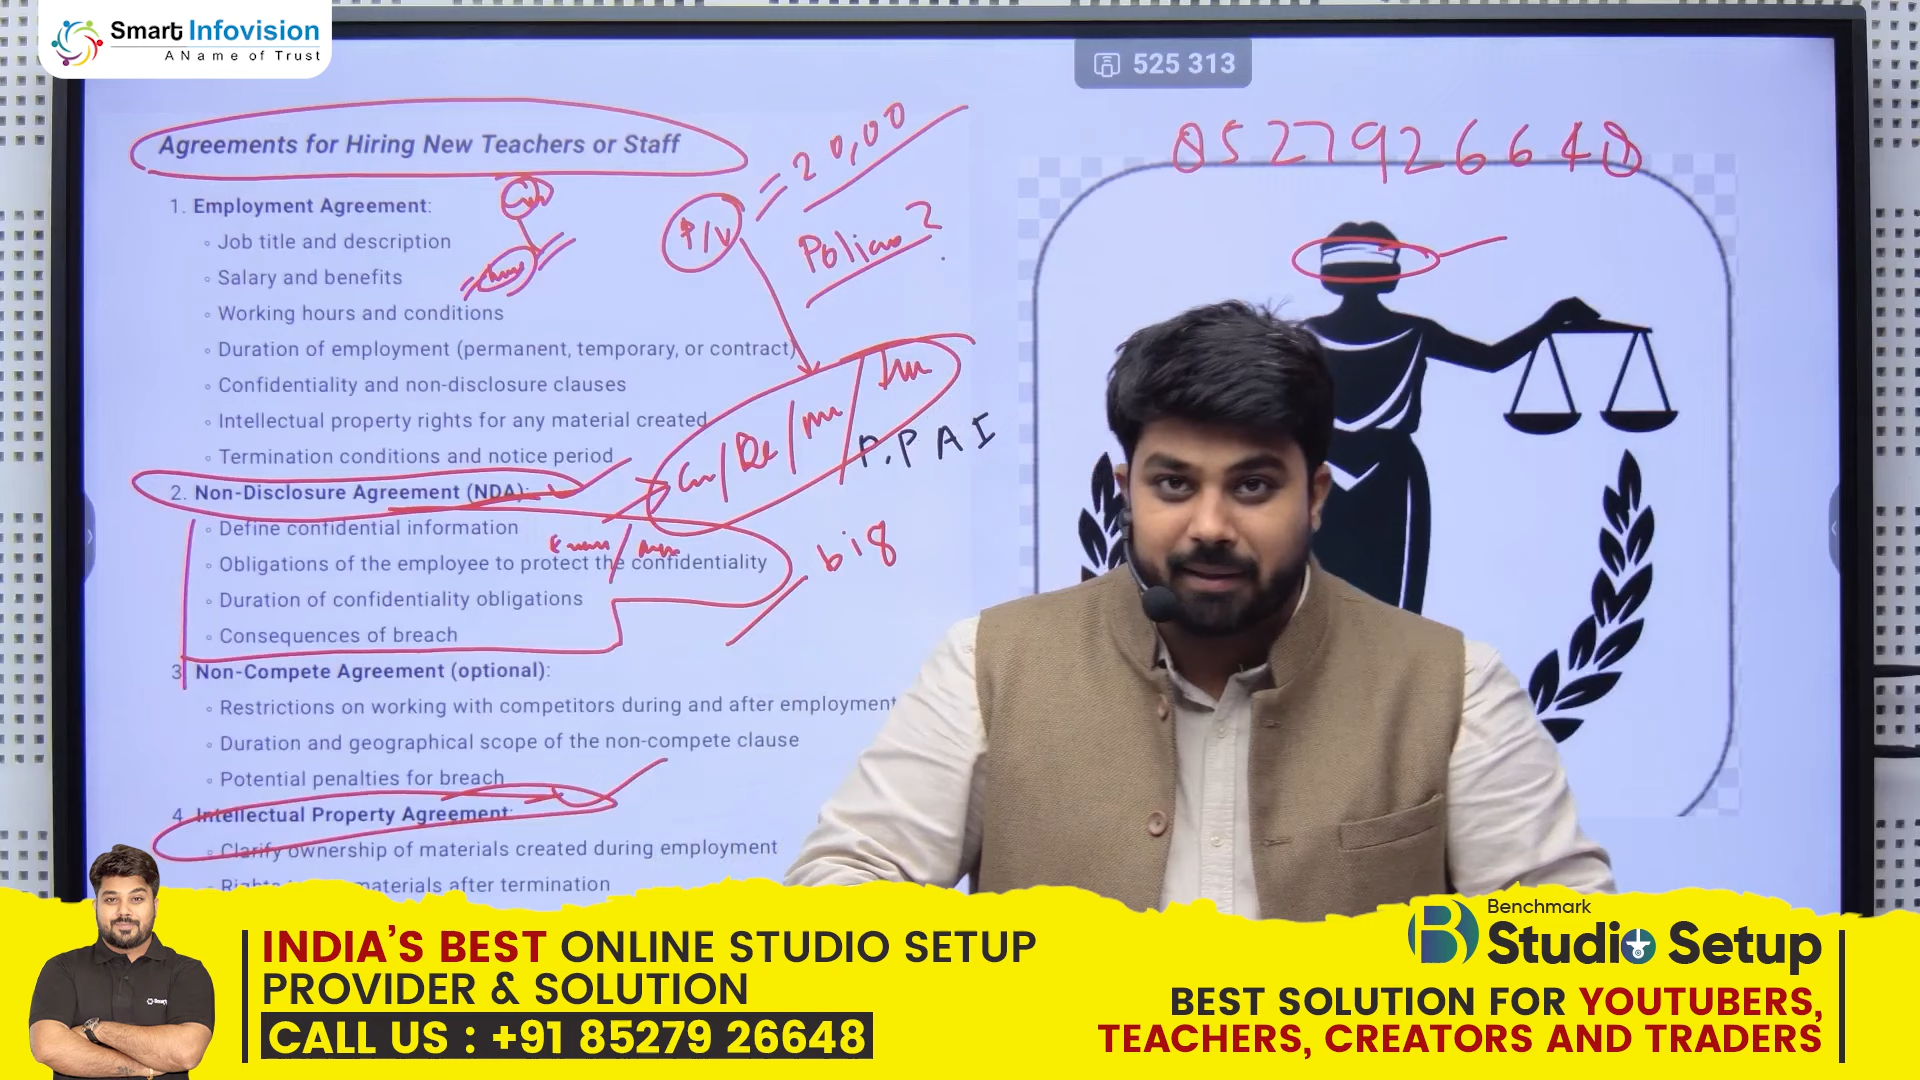 Smart Infovision
A Name of Trust
525 313
Agreements for Hiring New Teachers or Staff
= 20,00
8527926648
1. Employment Agreement:
Job title and description
P/V
Salary and benefits
Working hours and conditions
Duration of employment (permanent, temporary, or contract)
Confidentiality and non-disclosure clauses
Intellectual property rights for any material created
Termination conditions and notice period
P A I
2. Non-Disclosure Agreement (NDA):
Define confidential information
Obligations of the employee to protect the confidentiality
big
Duration of confidentiality obligations
Consequences of breach
3 Non-Compete Agreement (optional):
Restrictions on working with competitors during and after employment
Duration and geographical scope of the non-compete clause
Potential penalties for breach
4 Intellectual Property Agreement:
Clarify ownership of materials created during employment
materials after termination
INDIA'S BEST ONLINE STUDIO SETUP
PROVIDER & SOLUTION
CALL US : +91 85279 26648
Benchmark
Studio Setup
BEST SOLUTION FOR YOUTUBERS,
TEACHERS, CREATORS AND TRADERS